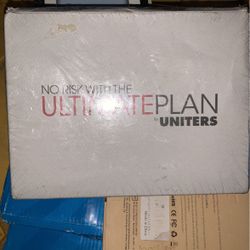 NO RISK WITH THE
ULTIMATEPLAN
by UNITERS